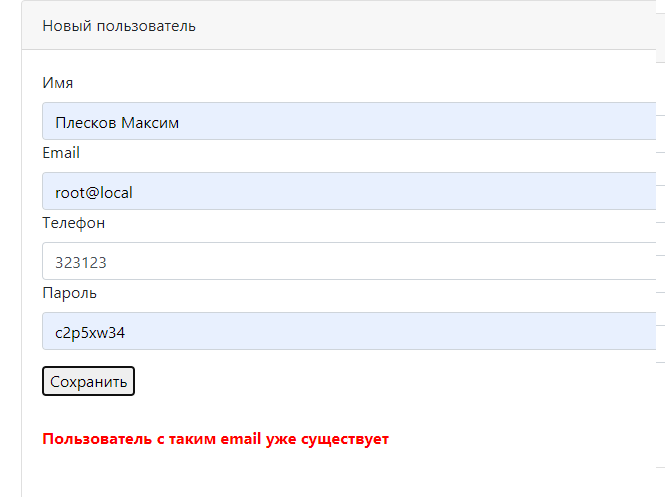 Новый пользователь
Имя
Плесков Максим
Email
root@local
Телефон
323123
Пароль
c2p5xw34
Сохранить
Пользователь с таким email уже существует